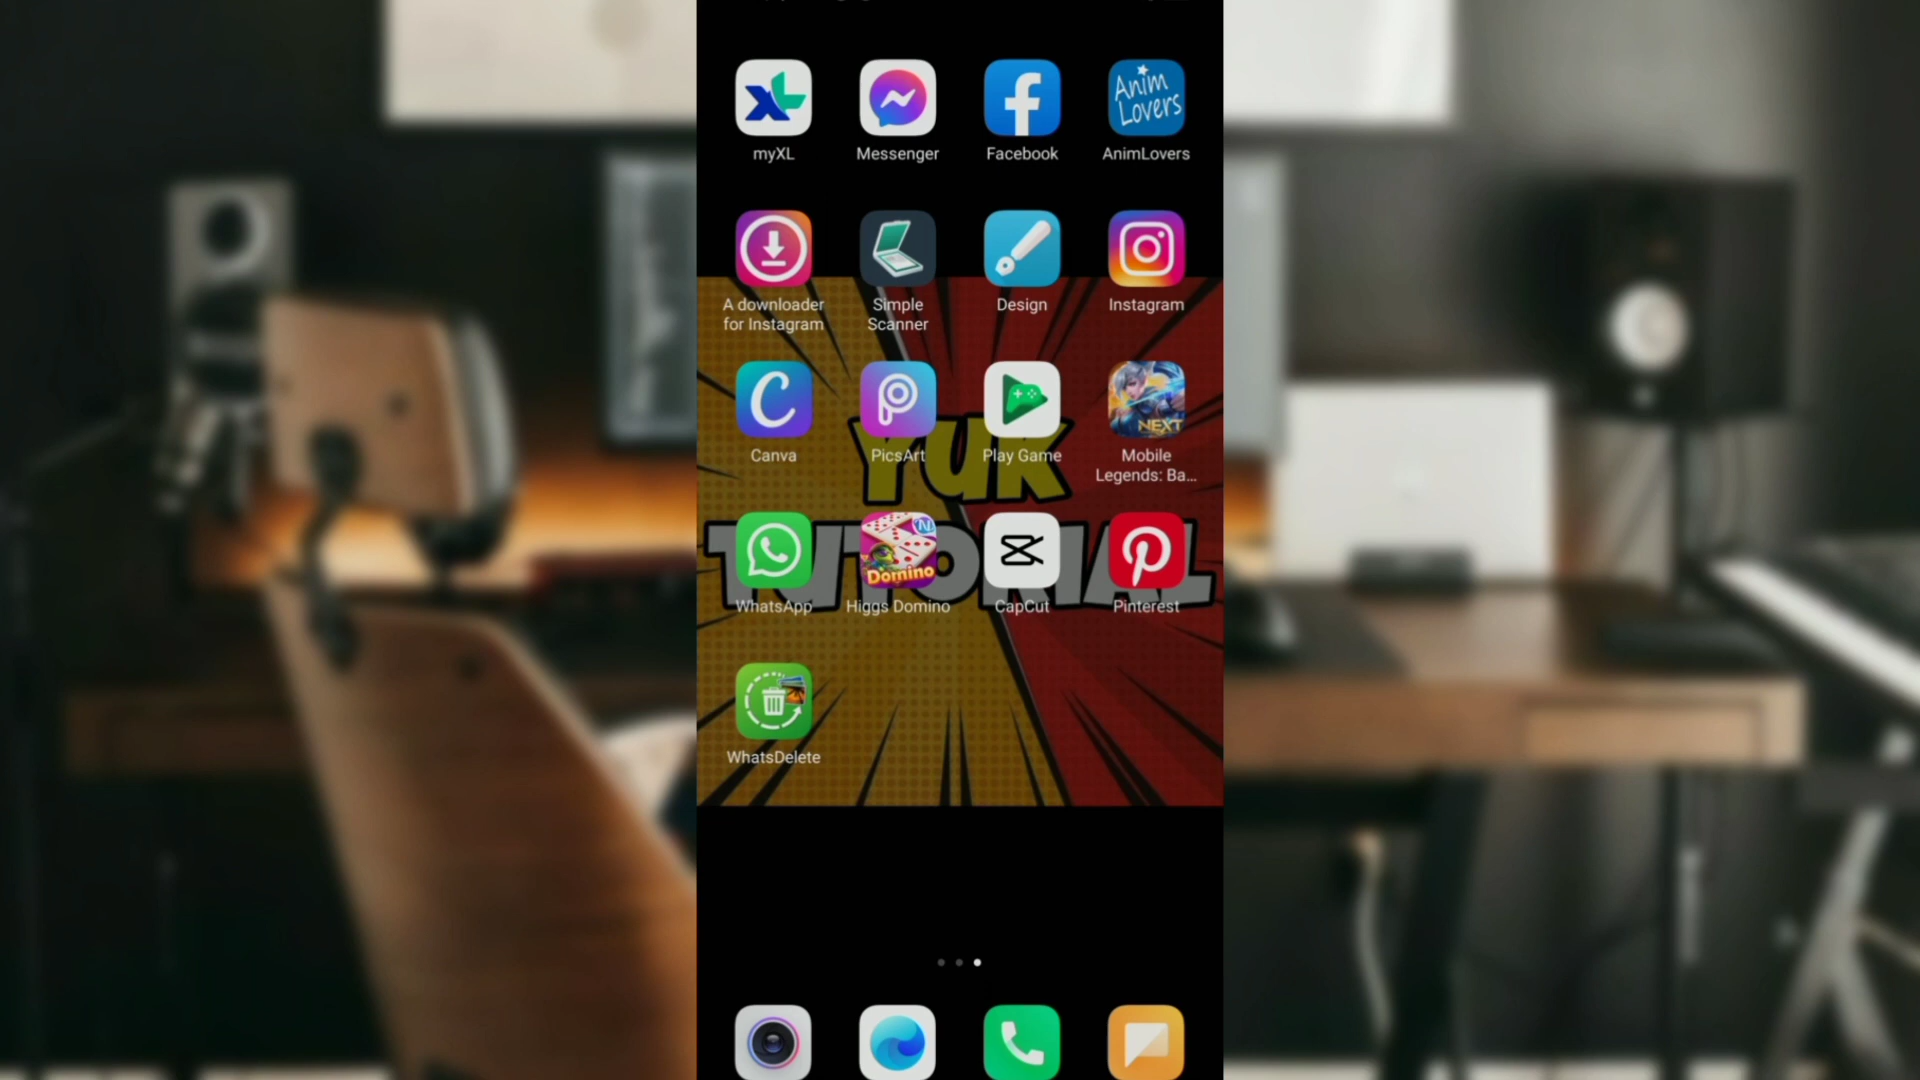 myXL
Messenger
Facebook
Anim
Lovers
AnimLovers
A downloader
for Instagram
Simple
Scanner
Design
Instagram
Canva
PicsArt
Play Game
NEXT
Mobile
Legends: Ba...
YUK
TUTORIAL
WhatsApp
Domino
Higgs Domino
CapCut
Pinterest
WhatsDelete